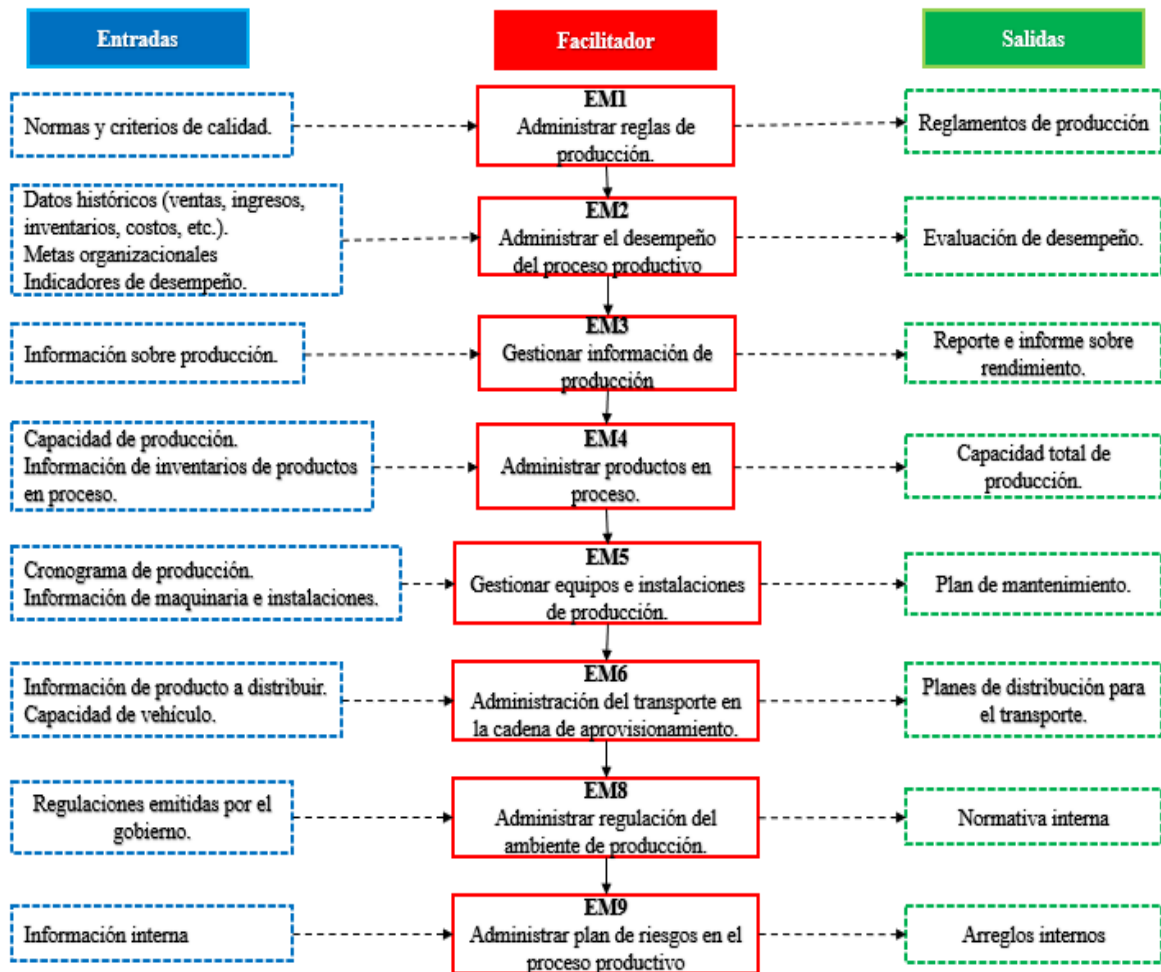 Entradas
Facilitador
Salidas
Normas y criterios de calidad.
EM1
Administrar reglas de
producción.
Reglamentos de producción
Datos históricos (ventas, ingresos,
inventarios, costos, etc.).
Metas organizacionales
Indicadores de desempeño.
EM2
Administrar el desempeño
del proceso productivo
Evaluación de desempeño.
Información sobre producción.
EM3
Gestionar información de
producción
Reporte e informe sobre
rendimiento.
Capacidad de producción.
Información de inventarios de productos
en proceso.
EM4
Administrar productos en
proceso.
Capacidad total de
producción.
Cronograma de producción.
Información de maquinaria e instalaciones.
EM5
Gestionar equipos e instalaciones
de producción.
Plan de mantenimiento.
Información de producto a distribuir.
Capacidad de vehículo.
EM6
Administración del transporte en
la cadena de aprovisionamiento.
Planes de distribución para
el transporte.
Regulaciones emitidas por el
gobierno.
EM8
Administrar regulación del
ambiente de producción.
Normativa interna
Información interna
EM9
Administrar plan de riesgos en el
proceso productivo
Arreglos internos